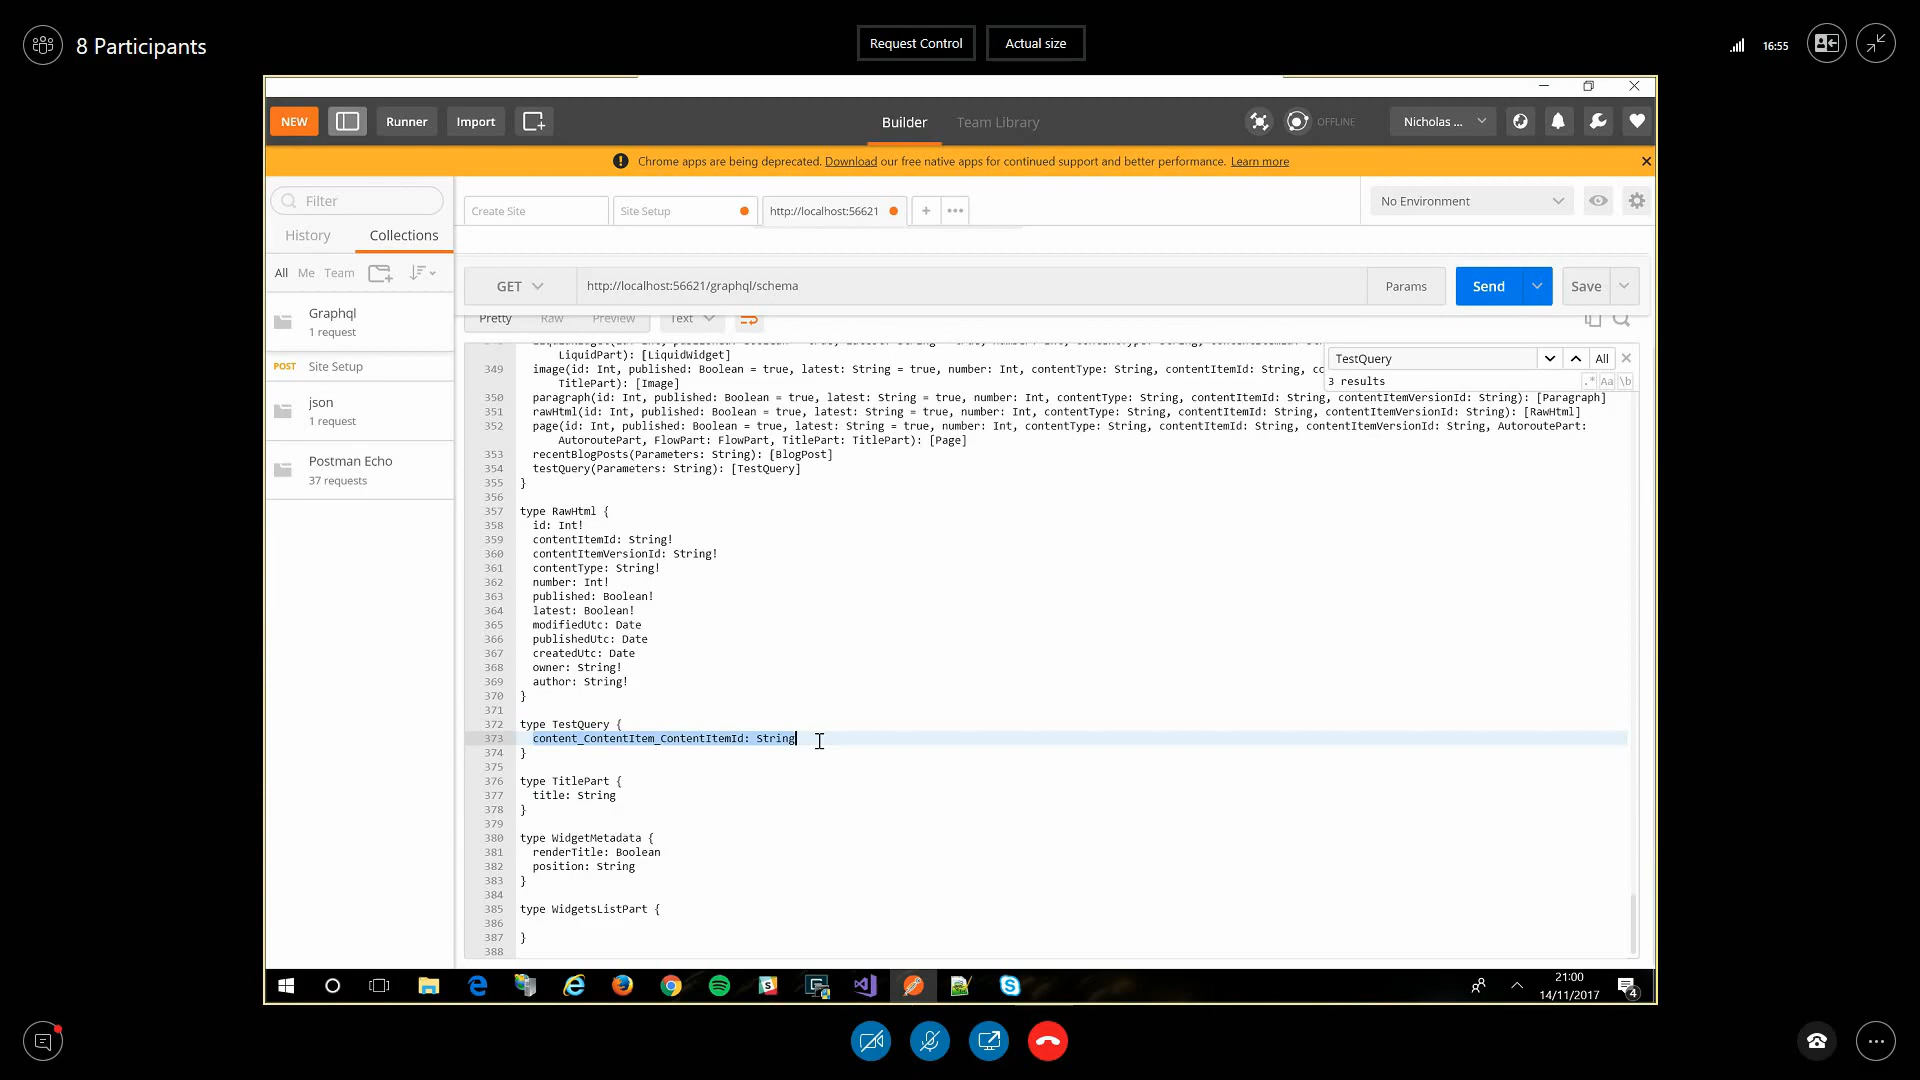 8 Participants
Request Control
Actual size
16:55
NEW
Runner
Import
Builder
Team Library
OFFLINE
Nicholas ...
Chrome apps are being deprecated. Download our free native apps for continued support and better performance. Learn more
Filter
Create Site
Site Setup
http://localhost:56621
+
•••
No Environment
History
Collections
All
Me
Team
GET
http://localhost:56621/graphql/schema
Params
Send
Save
Graphql
1 request
POST Site Setup
json
1 request
Postman Echo
37 requests
Pretty
Raw
Preview
Text
TestQuery
All
3 results
.*
Aa
\b
LiquidPart): [LiquidWidget]
349 image(id: Int, published: Boolean = true, latest: String = true, number: Int, contentType: String, contentItemId: String, co
TitlePart): [Image]
350 paragraph(id: Int, published: Boolean = true, latest: String = true, number: Int, contentType: String, contentItemId: String, contentItemVersionId: String): [Paragraph]
351 rawHtml(id: Int, published: Boolean = true, latest: String = true, number: Int, contentType: String, contentItemId: String, contentItemVersionId: String): [RawHtml]
352 page(id: Int, published: Boolean = true, latest: String = true, number: Int, contentType: String, contentItemId: String, contentItemVersionId: String, AutoroutePart:
AutoroutePart, FlowPart: FlowPart, TitlePart: TitlePart): [Page]
353 recentBlogPosts(Parameters: String): [BlogPost]
354 testQuery(Parameters: String): [TestQuery]
355 }
356
357 type RawHtml {
358 id: Int!
359 contentItemId: String!
360 contentItemVersionId: String!
361 contentType: String!
362 number: Int!
363 published: Boolean!
364 latest: Boolean!
365 modifiedUtc: Date
366 publishedUtc: Date
367 createdUtc: Date
368 owner: String!
369 author: String!
370 }
371
372 type TestQuery {
373 content_ContentItem_ContentItemId: String
374 }
375
376 type TitlePart {
377 title: String
378 }
379
380 type WidgetMetadata {
381 renderTitle: Boolean
382 position: String
383 }
384
385 type WidgetsListPart {
386
387 }
388
21:00
14/11/2017
4